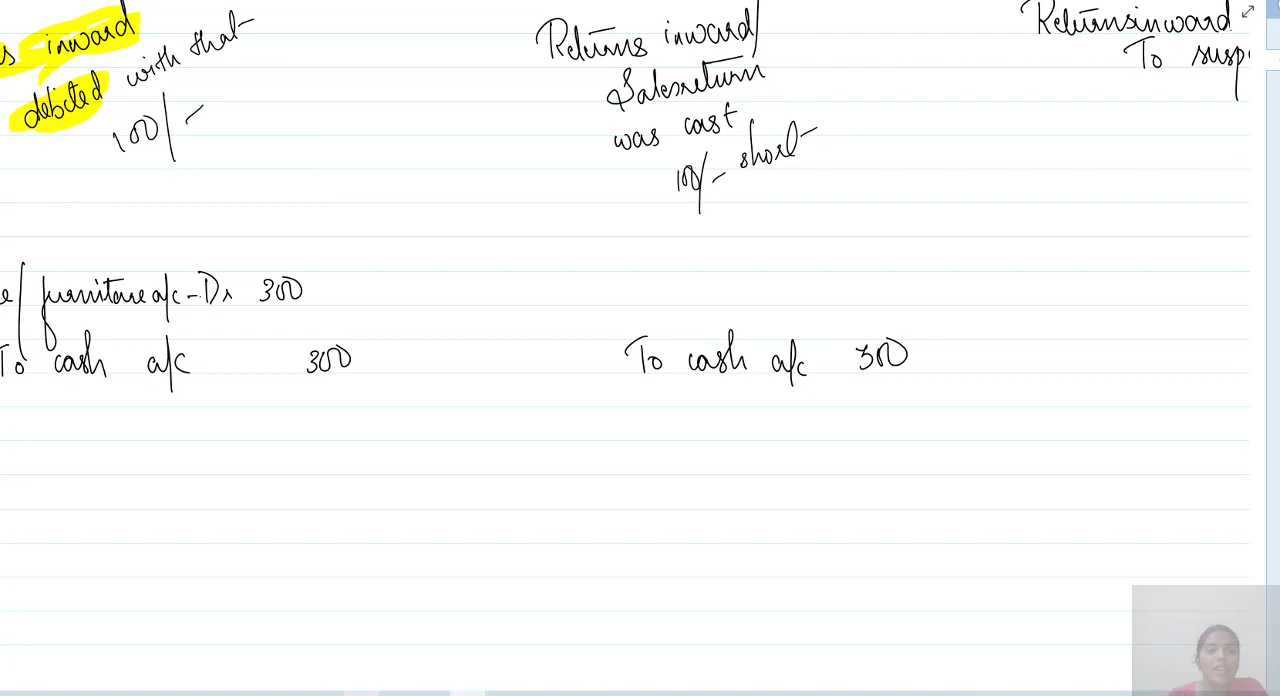 inward
debited with that
100/-
Returns inward/
Sales return
was cast
100/- short
Returns inward
To susp
furniture a/c - Dr 300
To cash a/c 300
To cash a/c 300